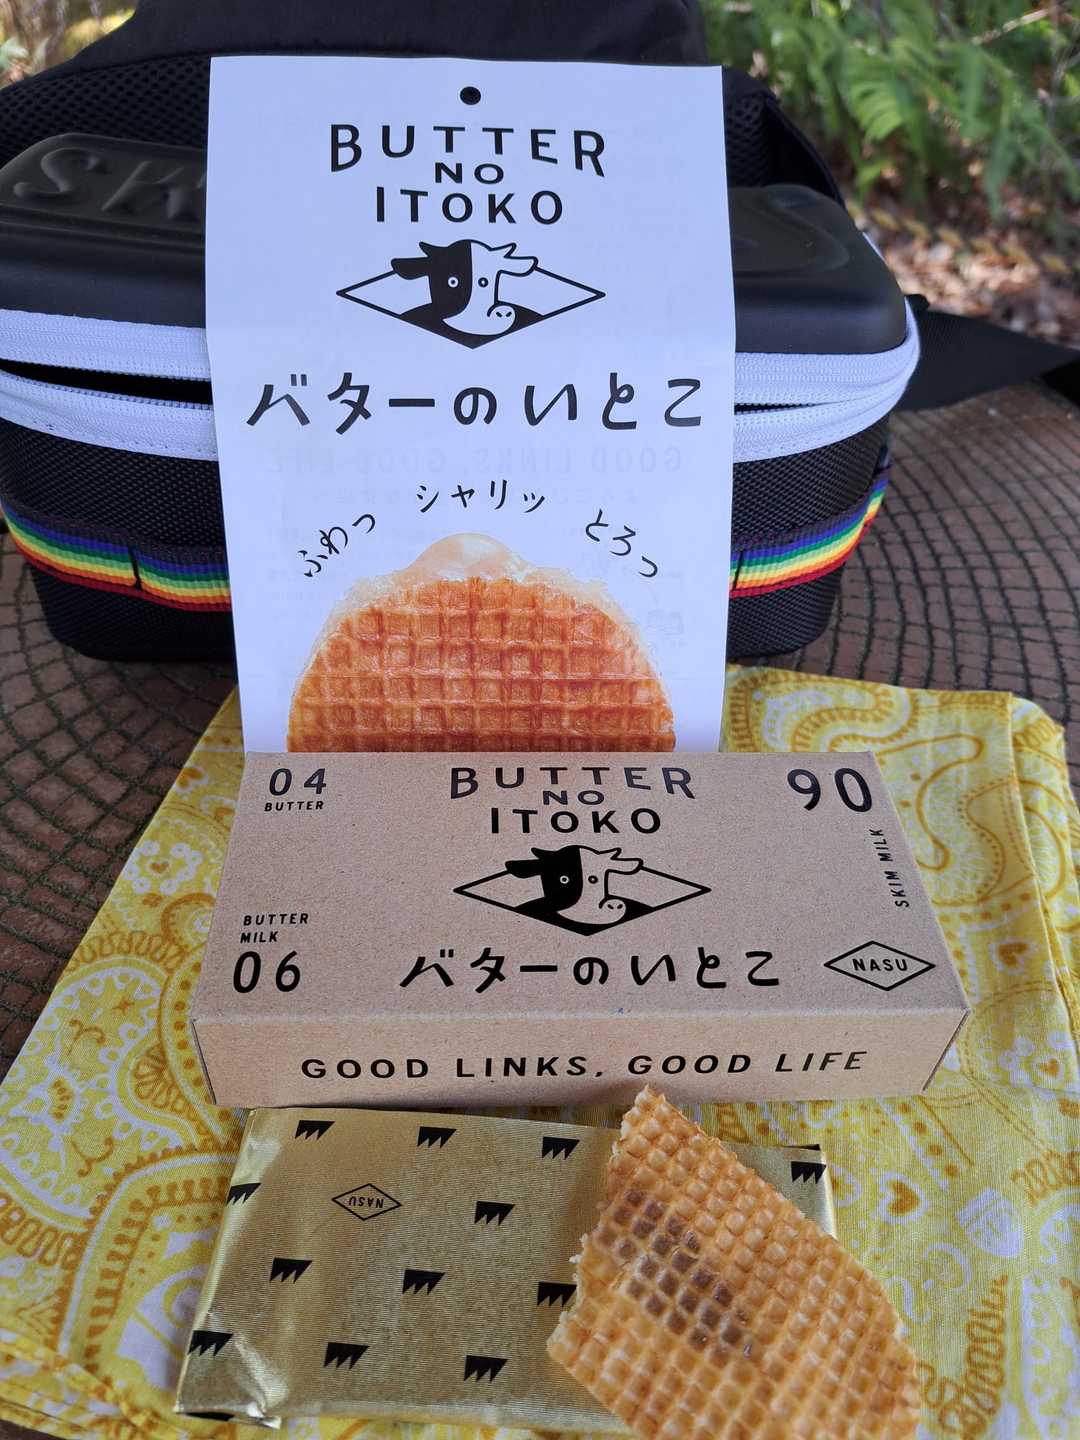 BUTTER
NO
ITOKO
バターのいとこ
ふわっ シャリッ とろっ
04
BUTTER
BUTTER
NO
ITOKO
90
SKIM MILK
BUTTER
MILK
06
バターのいとこ
NASU
GOOD LINKS, GOOD LIFE
NASU